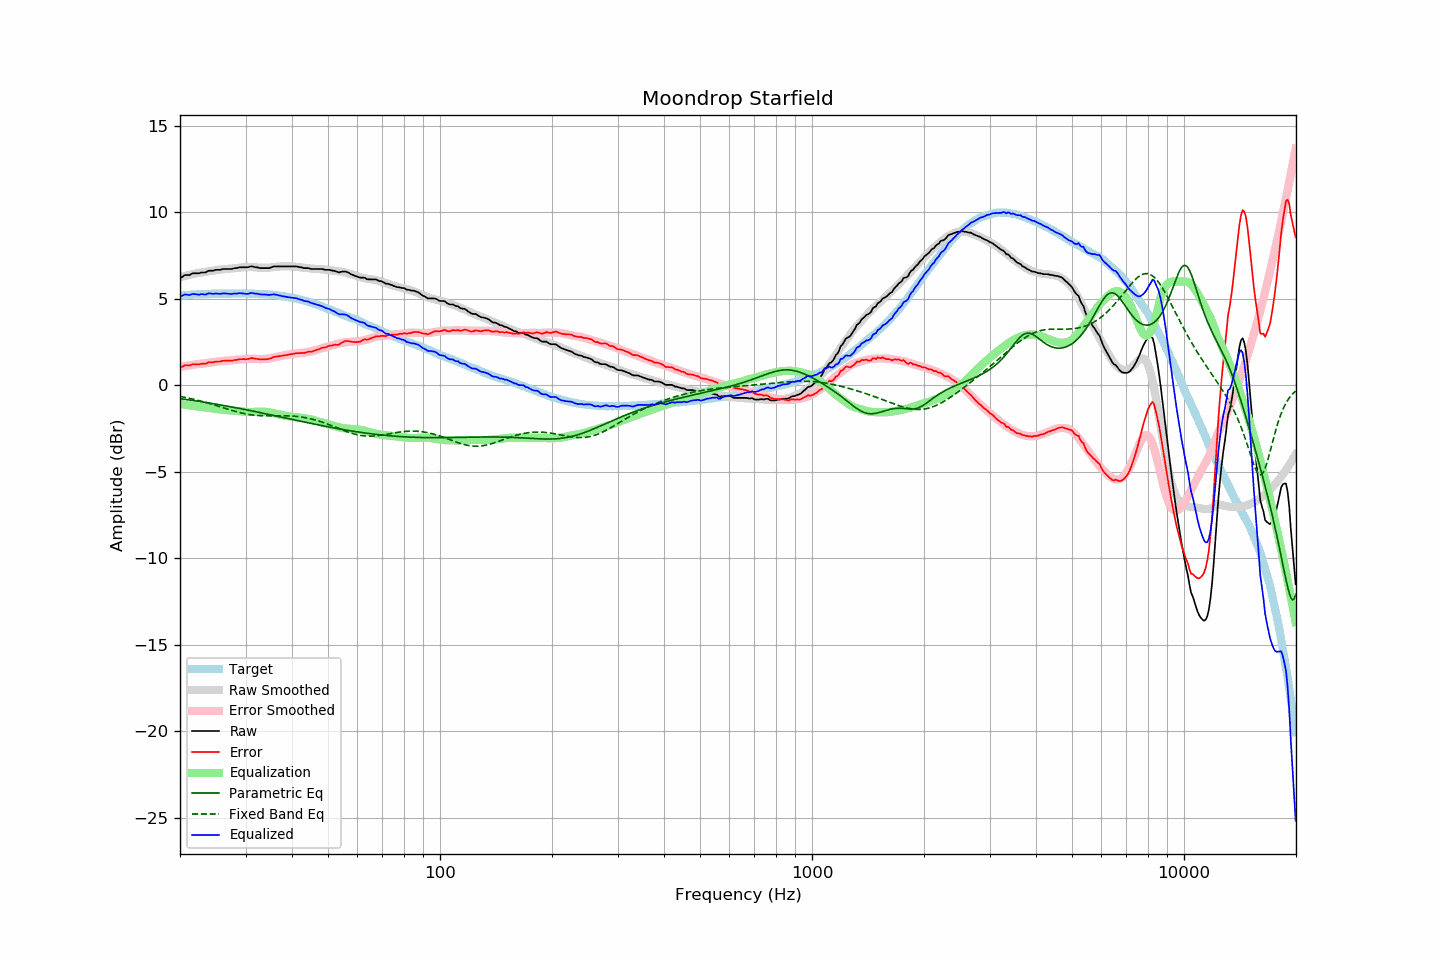 Moondrop Starfield
15
10
5
0
−5
−10
−15
−20
−25
Amplitude (dBr)
Target
Raw Smoothed
Error Smoothed
Raw
Error
Equalization
Parametric Eq
Fixed Band Eq
Equalized
100
1000
10000
Frequency (Hz)